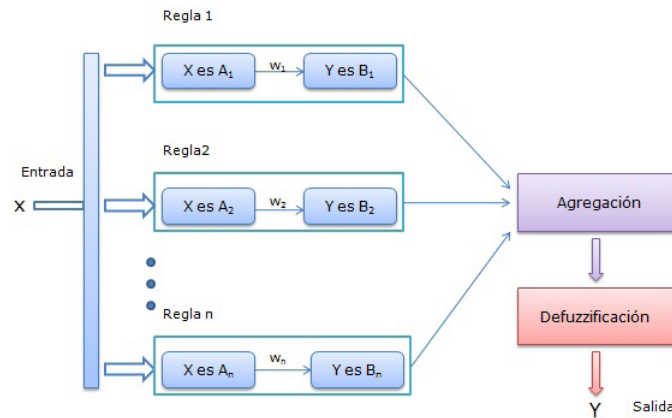 Regla 1
X es A₁
w₁
Y es B₁
Entrada
X
Regla2
X es A₂
w₂
Y es B₂
Regla n
X es Aₙ
wₙ
Y es Bₙ
Agregación
Defuzzificación
Y
Salida